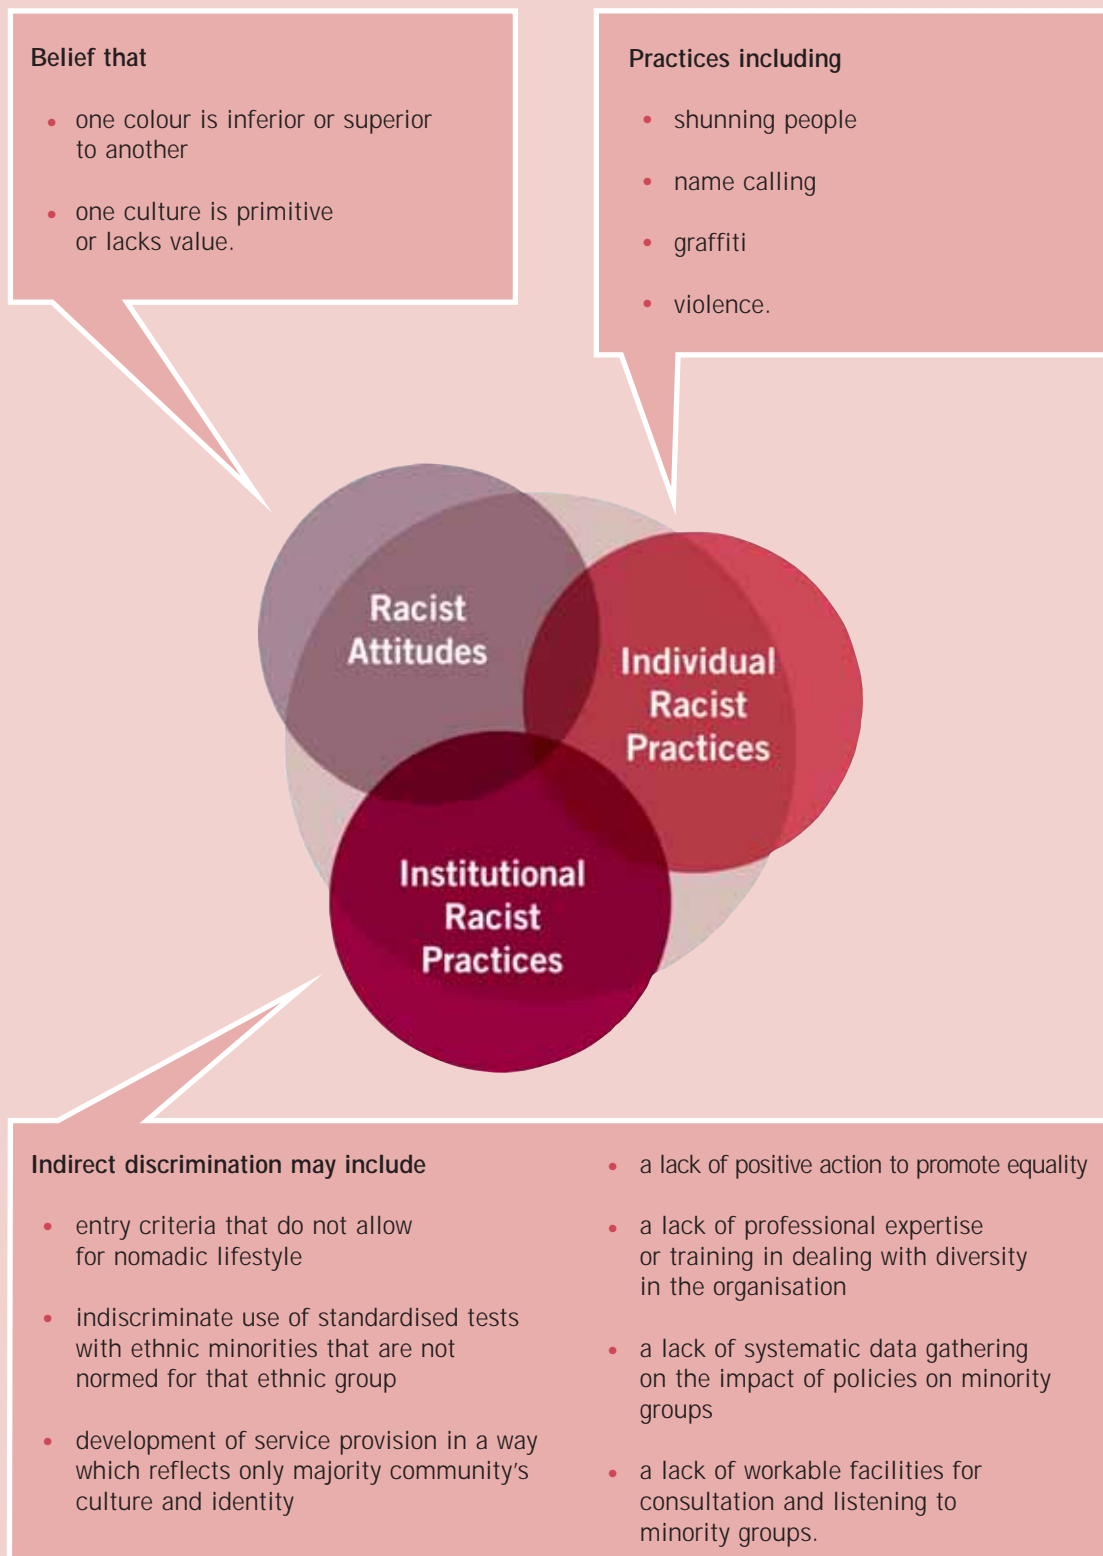 Belief that
• one colour is inferior or superior
to another
• one culture is primitive
or lacks value.
Practices including
• shunning people
• name calling
• graffiti
• violence.
Racist
Attitudes
Individual
Racist
Practices
Institutional
Racist
Practices
Indirect discrimination may include
• entry criteria that do not allow
for nomadic lifestyle
• indiscriminate use of standardised tests
with ethnic minorities that are not
normed for that ethnic group
• development of service provision in a way
which reflects only majority community's
culture and identity
• a lack of positive action to promote equality
• a lack of professional expertise
or training in dealing with diversity
in the organisation
• a lack of systematic data gathering
on the impact of policies on minority
groups
• a lack of workable facilities for
consultation and listening to
minority groups.